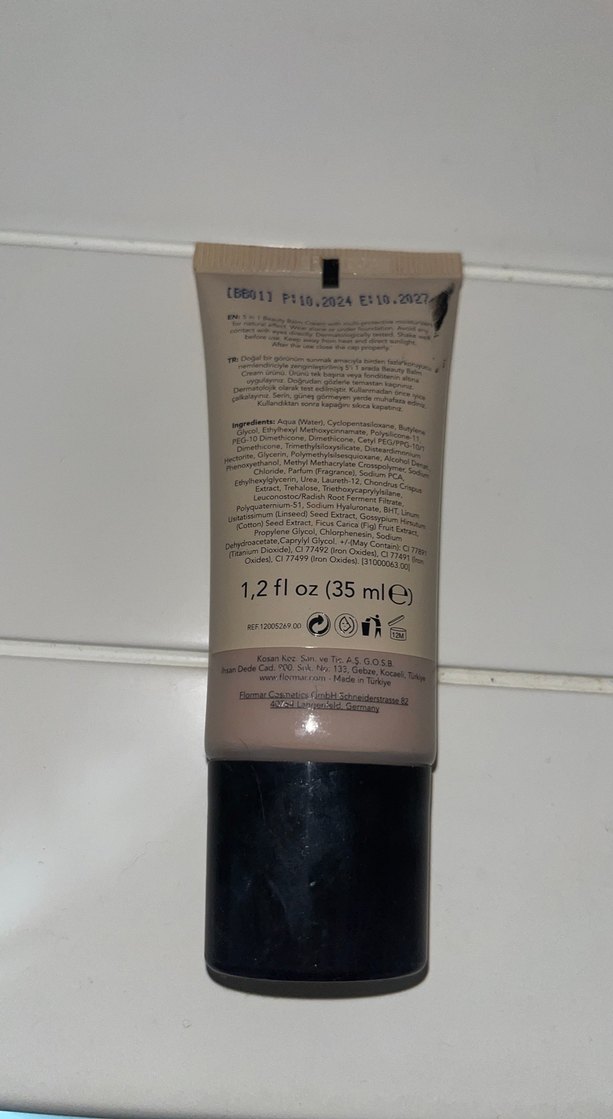 [BB01] P:10.2024 E:10.2027
EN: 5 in 1 Beauty Balm Cream with multi-protective moisturizers
for natural effect. Wear alone or under foundation. Avoid any
contact with eyes directly. Dermatologically tested. Shake well
before use. Keep away from heat and direct sunlight.
After the use close the cap properly.
TR: Doğal bir görünüm sunmak amacıyla birden fazla koruyucu
nemlendiriciyle zenginleştirilmiş 5'i 1 arada Beauty Balm
Cream ürünü. Ürünü tek başına veya fondötenin altına
uygulayınız. Doğrudan gözlerle temastan kaçınınız.
Dermatolojik olarak test edilmiştir. Kullanmadan önce iyice
çalkalayınız. Serin, güneş görmeyen yerde muhafaza ediniz.
Kullandıktan sonra kapağını sıkıca kapatınız.
Ingredients: Aqua (Water), Cyclopentasiloxane, Butylene
Glycol, Ethylhexyl Methoxycinnamate, Polysilicone-11,
PEG-10 Dimethicone, Dimethicone, Cetyl PEG/PPG-10/1
Dimethicone, Trimethylsiloxysilicate, Disteardimonium
Hectorite, Glycerin, Polymethylsilsesquioxane, Alcohol Denat,
Phenoxyethanol, Methyl Methacrylate Crosspolymer, Sodium
Chloride, Parfum (Fragrance), Sodium PCA,
Ethylhexylglycerin, Urea, Laureth-12, Chondrus Crispus
Extract, Trehalose, Triethoxycaprylylsilane,
Leuconostoc/Radish Root Ferment Filtrate,
Polyquaternium-51, Sodium Hyaluronate, BHT, Linum
Usitatissimum (Linseed) Seed Extract, Gossypium Hirsutum
(Cotton) Seed Extract, Ficus Carica (Fig) Fruit Extract,
Propylene Glycol, Chlorphenesin, Sodium
Dehydroacetate,Caprylyl Glycol. +/-(May Contain): CI 77891
(Titanium Dioxide), CI 77492 (Iron Oxides), CI 77491 (Iron
Oxides), CI 77499 (Iron Oxides). [31000063.00]
1,2 fl oz (35 ml ℮)
REF.12005269.00
12M
Kosan Koz. San. ve Tic. A.Ş. G.O.S.B.
İhsan Dede Cad. 900. Sok. No: 133, Gebze, Kocaeli, Türkiye
www.flormar.com - Made in Türkiye
Flormar Cosmetics GmbH Schneiderstrasse 82
Langenfeld, Germany